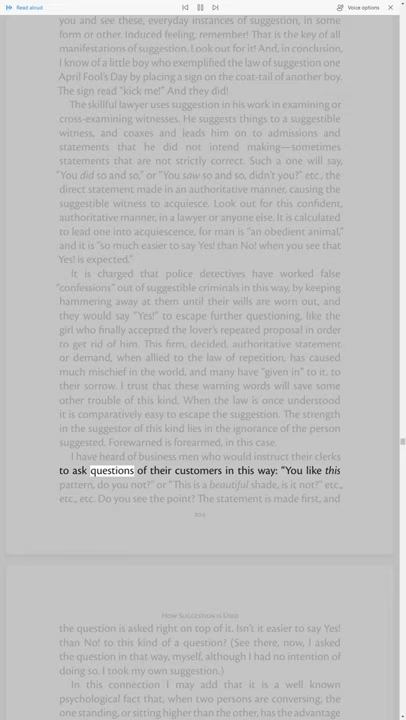 Read aloud
Voice options
you and see these, everyday instances of suggestion, in some
form or other. Induced feeling, remember! That is the key of all
manifestations of suggestion. Look out for it! And, in conclusion,
I know of a little boy who exemplified the law of suggestion one
April Fool's Day by placing a sign on the coat-tail of another boy.
The sign read "kick me!" And they did!
The skillful lawyer uses suggestion in his work in examining or
cross-examining witnesses. He suggests things to a suggestible
witness, and coaxes and leads him on to admissions and
statements that he did not intend making—sometimes
statements that are not strictly correct. Such a one will say,
"You did so and so," or "You saw so and so, didn't you?" etc., the
direct statement made in an authoritative manner, causing the
suggestible witness to acquiesce. Look out for this confident,
authoritative manner, in a lawyer or anyone else. It is calculated
to lead one into acquiescence, for man is "an obedient animal,"
and it is "so much easier to say Yes! than No! when you see that
Yes! is expected."
It is charged that police detectives have worked false
"confessions" out of suggestible criminals in this way, by keeping
hammering away at them until their wills are worn out, and
they would say "Yes!" to escape further questioning, like the
girl who finally accepted the lover's repeated proposal in order
to get rid of him. This firm, decided, authoritative statement
or demand, when allied to the law of repetition, has caused
much mischief in the world, and many have "given in" to it, to
their sorrow. I trust that these warning words will save some
other trouble of this kind. When the law is once understood
it is comparatively easy to escape the suggestion. The strength
in the suggestor of this kind lies in the ignorance of the person
suggested. Forewarned is forearmed, in this case.
I have heard of business men who would instruct their clerks
to ask questions of their customers in this way: "You like this
pattern, do you not?" or "This is a beautiful shade, is it not?" etc.,
etc., etc. Do you see the point? The statement is made first, and
How Suggestion is Used
the question is asked right on top of it. Isn't it easier to say Yes!
than No! to this kind of a question? (See there, now, I asked
the question in that way, myself, although I had no intention of
doing so. I took my own suggestion.)
In this connection I may add that it is a well known
psychological fact that, when two persons are conversing, the
one standing, or sitting higher than the other, has the advantage